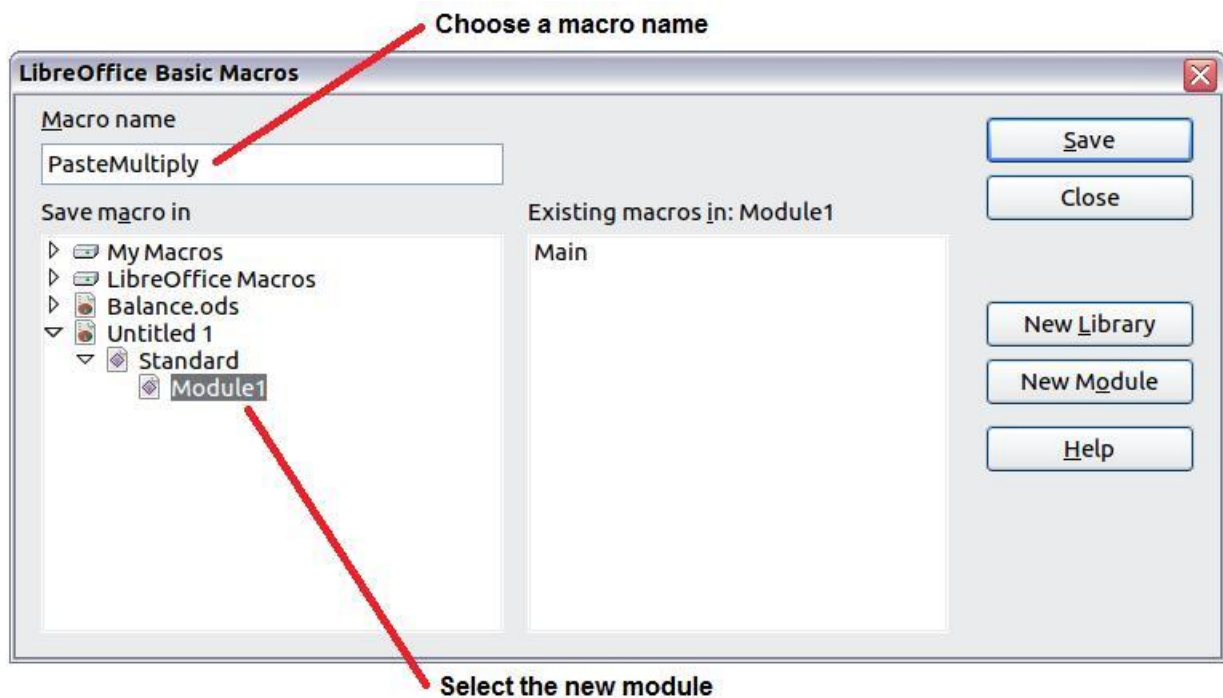 Choose a macro name
LibreOffice Basic Macros
Macro name
PasteMultiply
Save
Close
Save macro in
Existing macros in: Module1
My Macros
LibreOffice Macros
Balance.ods
Untitled 1
Standard
Module1
Main
New Library
New Module
Help
Select the new module